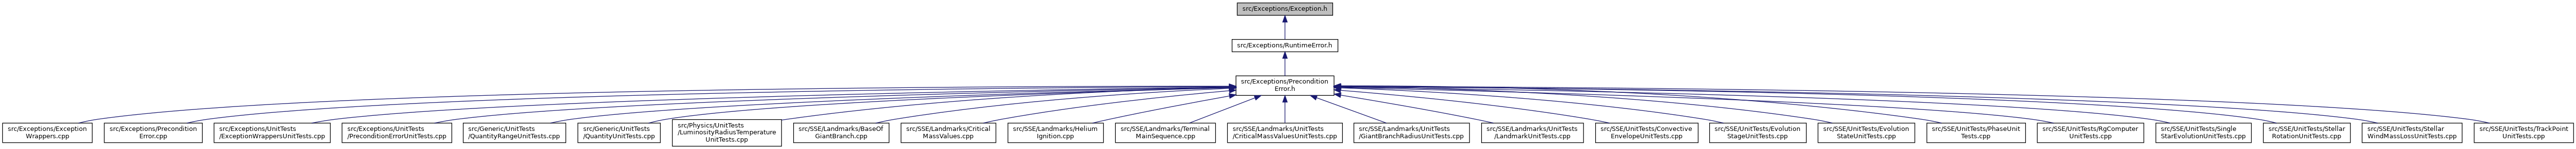 src/Exceptions/Exception.h
src/Exceptions/RuntimeError.h
src/Exceptions/Precondition
Error.h
src/Exceptions/Exception
Wrappers.cpp
src/Exceptions/Precondition
Error.cpp
src/Exceptions/UnitTests
/ExceptionWrappersUnitTests.cpp
src/Exceptions/UnitTests
/PreconditionErrorUnitTests.cpp
src/Generic/UnitTests
/QuantityRangeUnitTests.cpp
src/Generic/UnitTests
/QuantityUnitTests.cpp
src/Physics/UnitTests
/LuminosityRadiusTemperature
UnitTests.cpp
src/SSE/Landmarks/BaseOf
GiantBranch.cpp
src/SSE/Landmarks/Critical
MassValues.cpp
src/SSE/Landmarks/Helium
Ignition.cpp
src/SSE/Landmarks/Terminal
MainSequence.cpp
src/SSE/Landmarks/UnitTests
/CriticalMassValuesUnitTests.cpp
src/SSE/Landmarks/UnitTests
/GiantBranchRadiusUnitTests.cpp
src/SSE/Landmarks/UnitTests
/LandmarkUnitTests.cpp
src/SSE/UnitTests/Convective
EnvelopeUnitTests.cpp
src/SSE/UnitTests/Evolution
StageUnitTests.cpp
src/SSE/UnitTests/Evolution
StateUnitTests.cpp
src/SSE/UnitTests/PhaseUnit
Tests.cpp
src/SSE/UnitTests/RgComputer
UnitTests.cpp
src/SSE/UnitTests/Single
StarEvolutionUnitTests.cpp
src/SSE/UnitTests/Stellar
RotationUnitTests.cpp
src/SSE/UnitTests/Stellar
WindMassLossUnitTests.cpp
src/SSE/UnitTests/TrackPoint
UnitTests.cpp